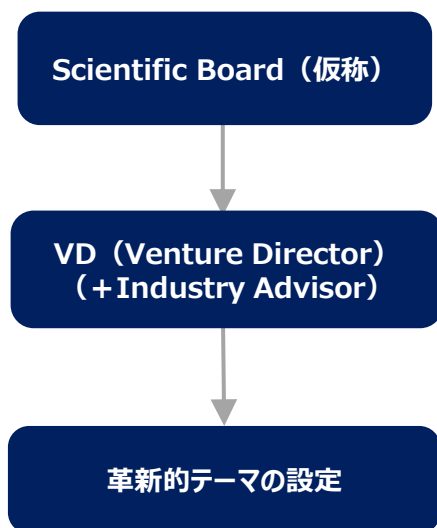 Scientific Board（仮称）
VD（Venture Director）
（+Industry Advisor）
革新的テーマの設定